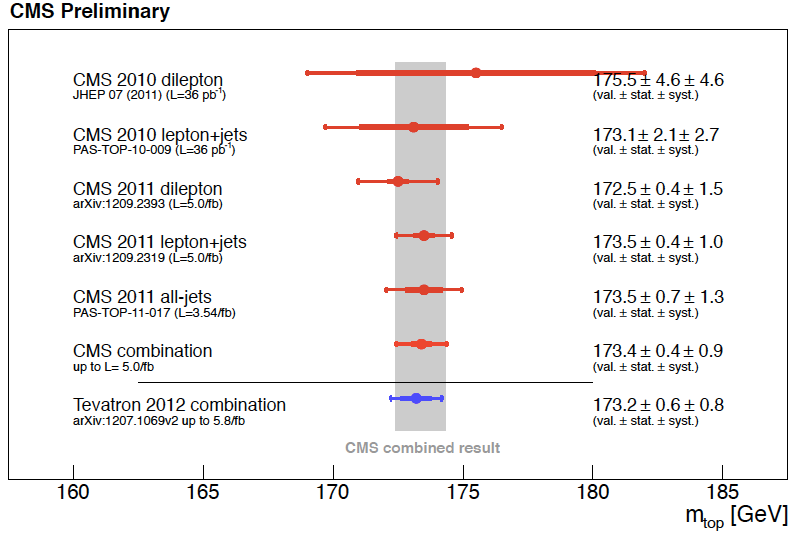 CMS Preliminary
CMS 2010 dilepton
JHEP 07 (2011) (L=36 pb⁻¹)
175.5 ± 4.6 ± 4.6
(val. ± stat. ± syst.)
CMS 2010 lepton+jets
PAS-TOP-10-009 (L=36 pb⁻¹)
173.1 ± 2.1 ± 2.7
(val. ± stat. ± syst.)
CMS 2011 dilepton
arXiv:1209.2393 (L=5.0/fb)
172.5 ± 0.4 ± 1.5
(val. ± stat. ± syst.)
CMS 2011 lepton+jets
arXiv:1209.2319 (L=5.0/fb)
173.5 ± 0.4 ± 1.0
(val. ± stat. ± syst.)
CMS 2011 all-jets
PAS-TOP-11-017 (L=3.54/fb)
173.5 ± 0.7 ± 1.3
(val. ± stat. ± syst.)
CMS combination
up to L= 5.0/fb
173.4 ± 0.4 ± 0.9
(val. ± stat. ± syst.)
Tevatron 2012 combination
arXiv:1207.1069v2 up to 5.8/fb
173.2 ± 0.6 ± 0.8
(val. ± stat. ± syst.)
CMS combined result
160 165 170 175 180 185
m_top [GeV]